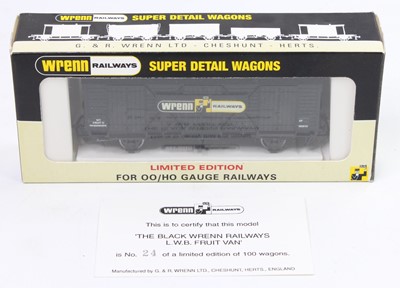 wrenn RAILWAYS SUPER DETAIL WAGONS
G. & R. WRENN LTD - CHESHUNT - HERTS.
wrenn RAILWAYS SUPER DETAIL WAGONS
wrenn RAILWAYS
LIMITED EDITION
FOR OO/HO GAUGE RAILWAYS
wrenn RAILWAYS
This is to certify that this model
'THE BLACK WRENN RAILWAYS
L.W.B. FRUIT VAN'
is No. 24 of a limited edition of 100 wagons.
Manufactured by G. & R. WRENN LTD., CHESHUNT, HERTS., ENGLAND